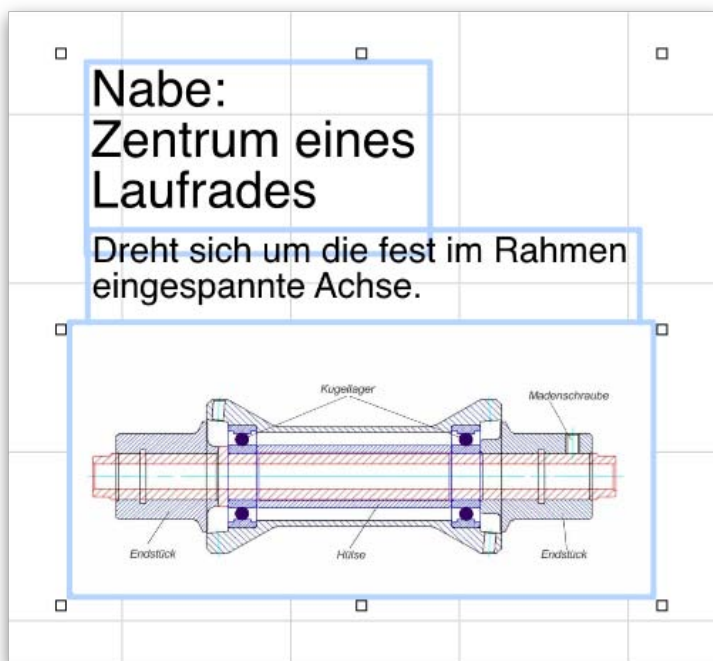 Nabe:
Zentrum eines
Laufrades
Dreht sich um die fest im Rahmen
eingespannte Achse.
Kugellager
Madenschraube
Endstück
Hülse
Endstück